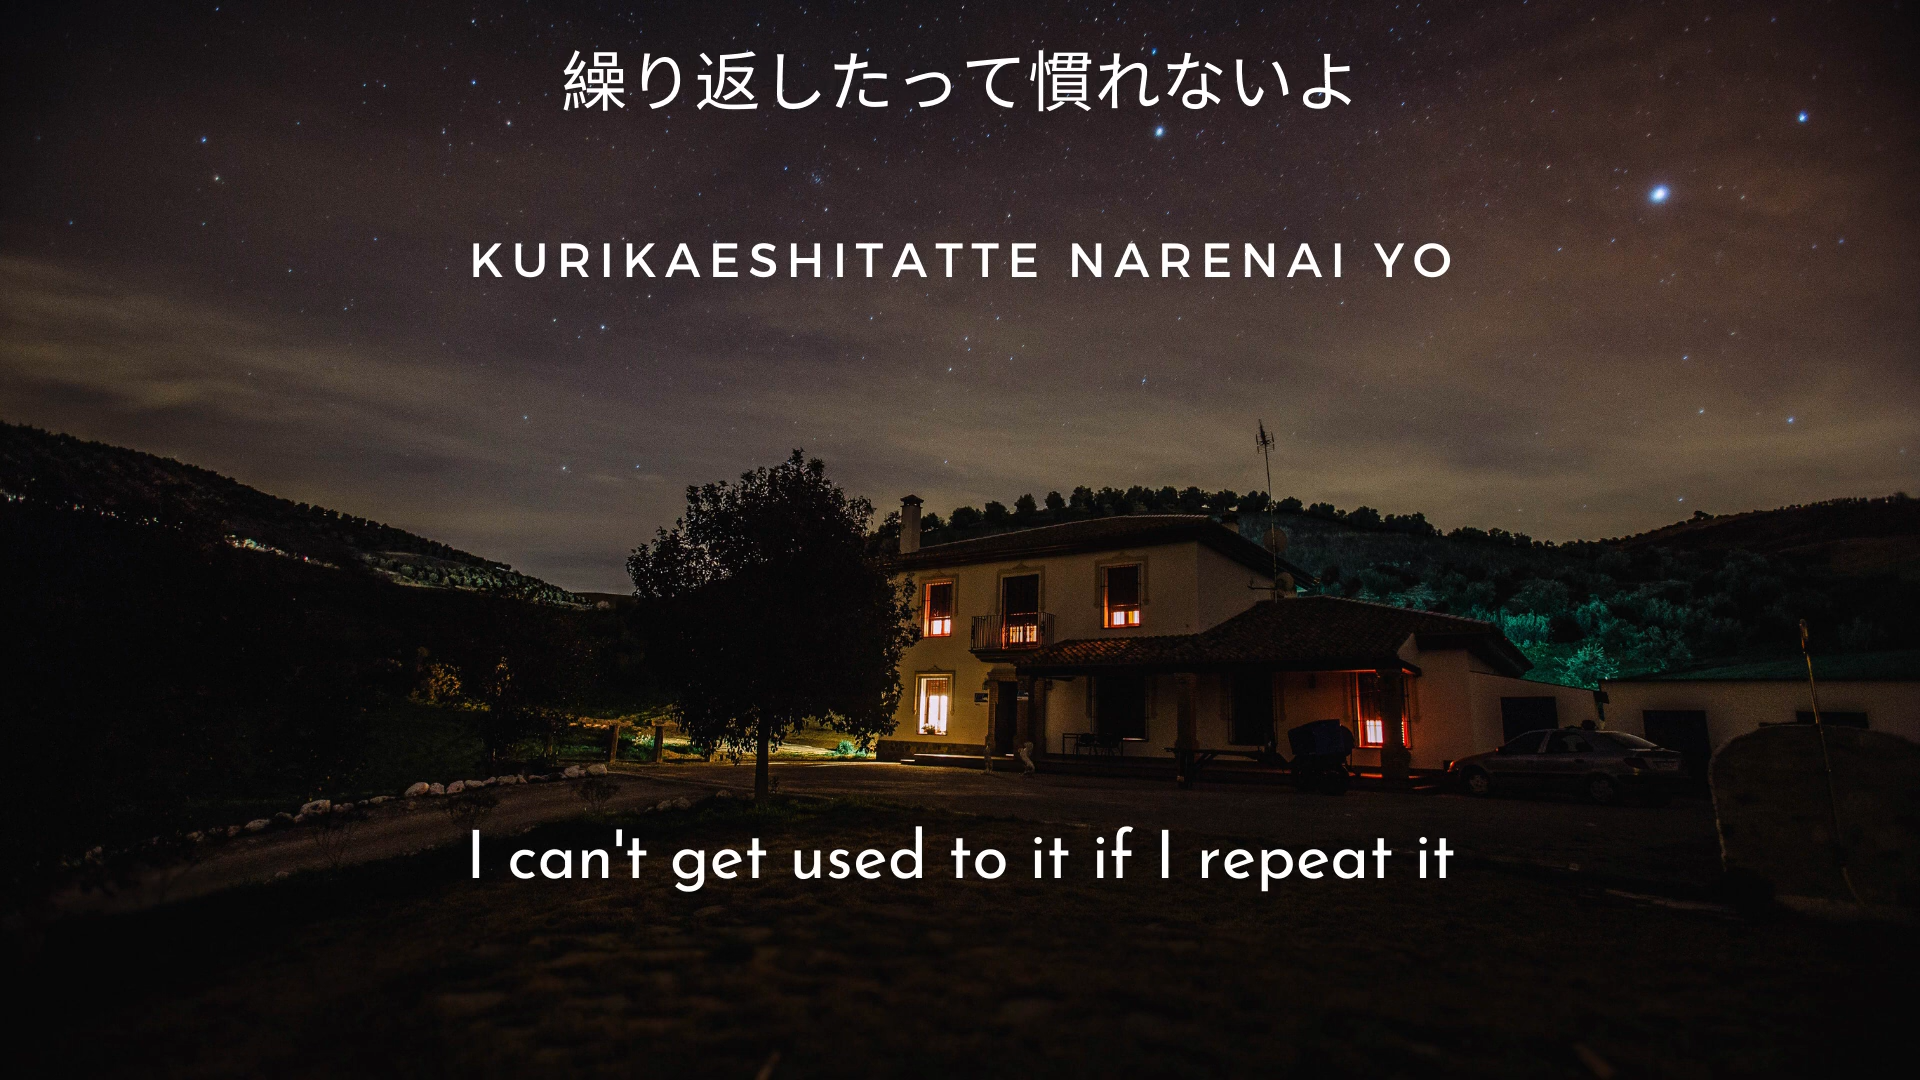 繰り返したって慣れないよ
KURIKAESHITATTE NARENAI YO
I can't get used to it if I repeat it